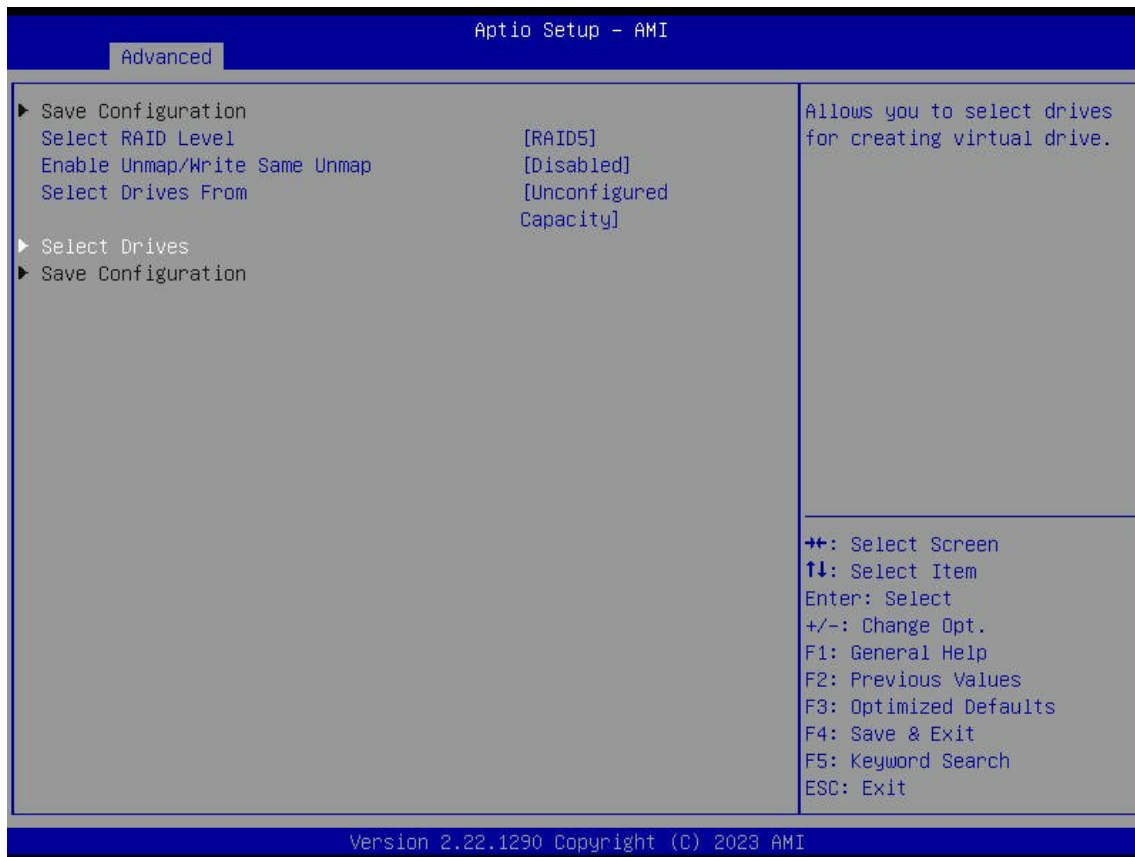 Aptio Setup – AMI
Advanced
▶ Save Configuration
Select RAID Level [RAID5]
Enable Unmap/Write Same Unmap [Disabled]
Select Drives From [Unconfigured
Capacity]
▶ Select Drives
▶ Save Configuration
Allows you to select drives
for creating virtual drive.
→←: Select Screen
↑↓: Select Item
Enter: Select
+/-: Change Opt.
F1: General Help
F2: Previous Values
F3: Optimized Defaults
F4: Save & Exit
F5: Keyword Search
ESC: Exit
Version 2.22.1290 Copyright (C) 2023 AMI